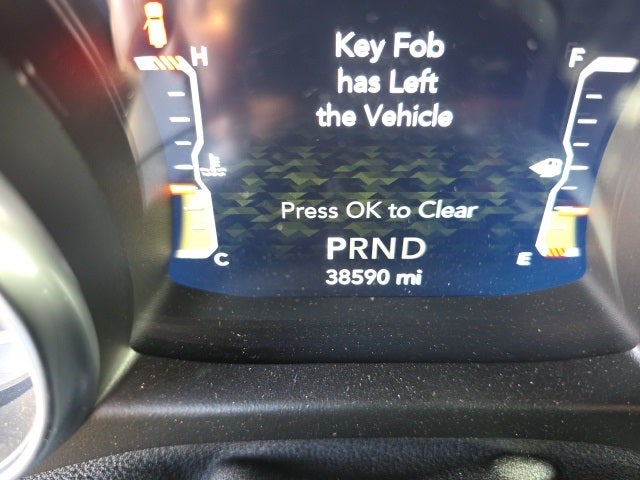 Key Fob
has Left
the Vehicle
H
F
Press OK to Clear
C
E
PRND
38590 mi